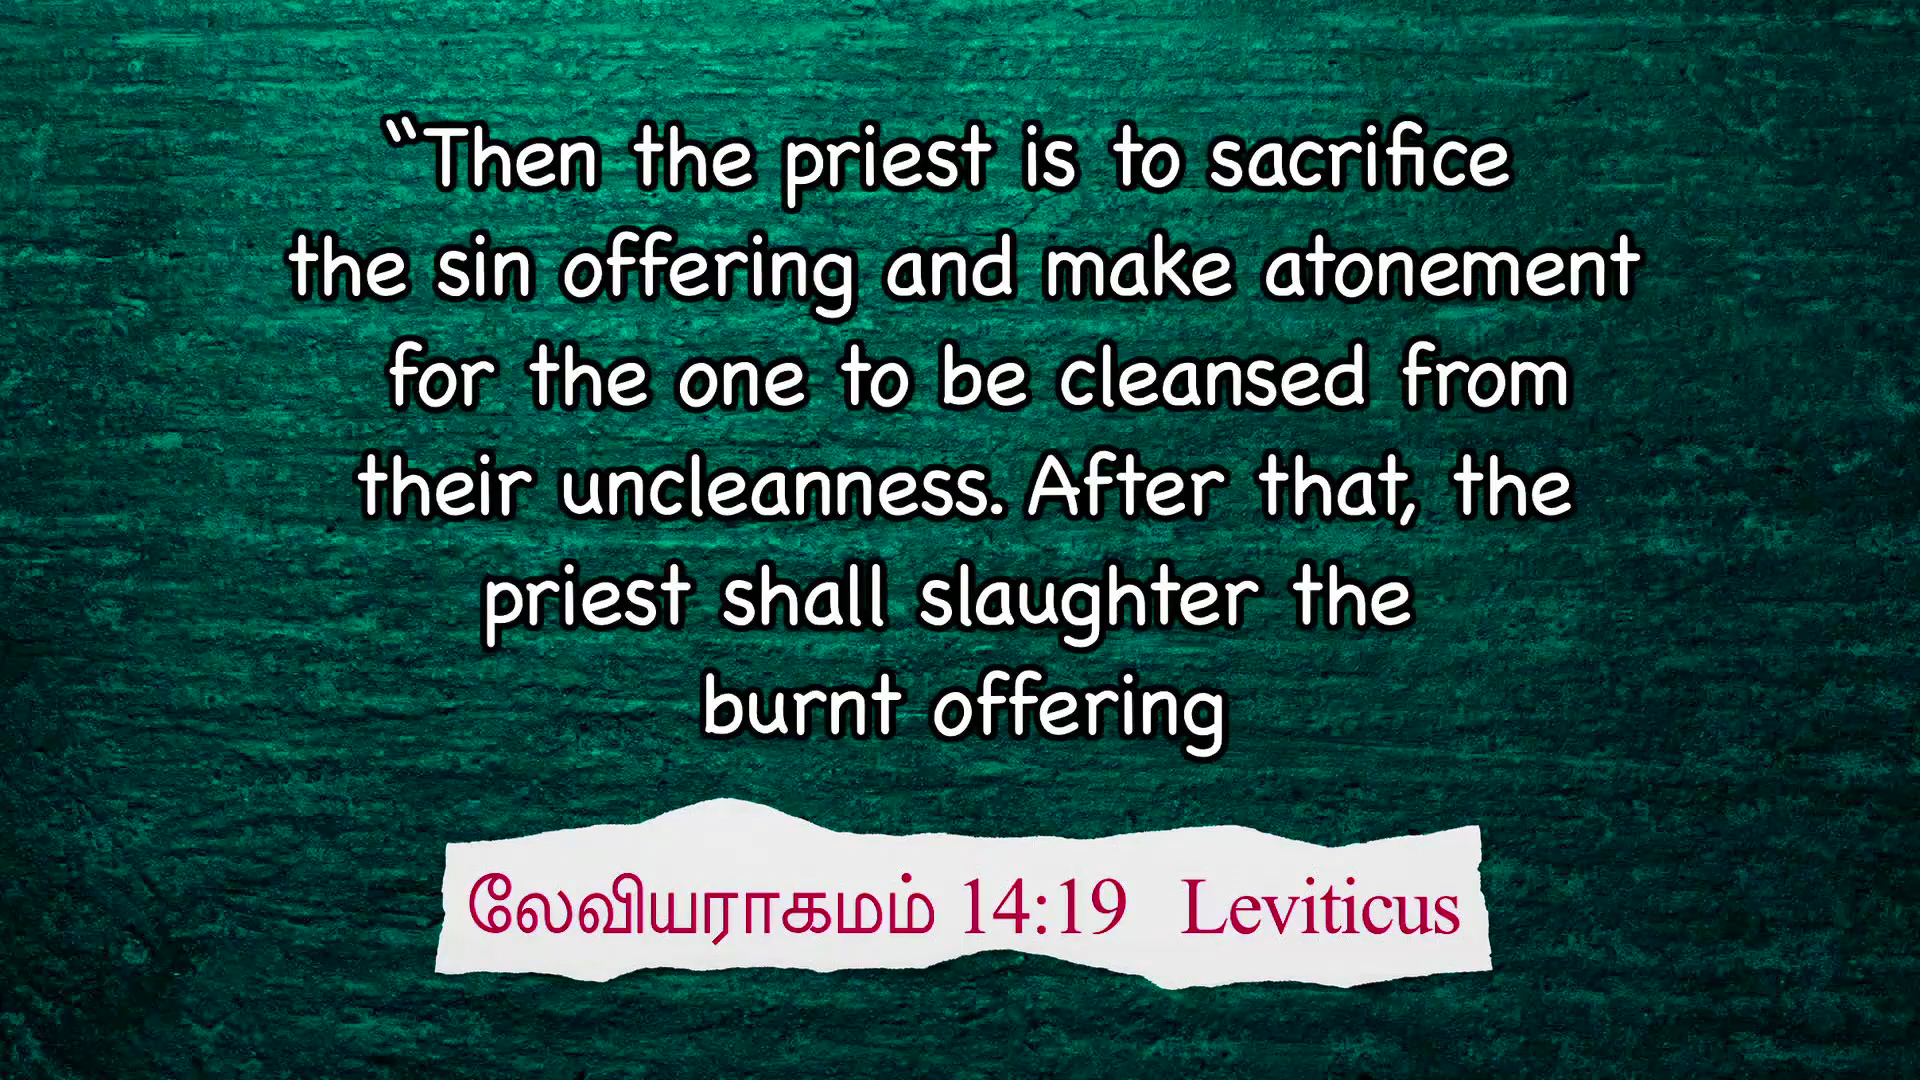 “Then the priest is to sacrifice
the sin offering and make atonement
for the one to be cleansed from
their uncleanness. After that, the
priest shall slaughter the
burnt offering
லேவியராகமம் 14:19 Leviticus